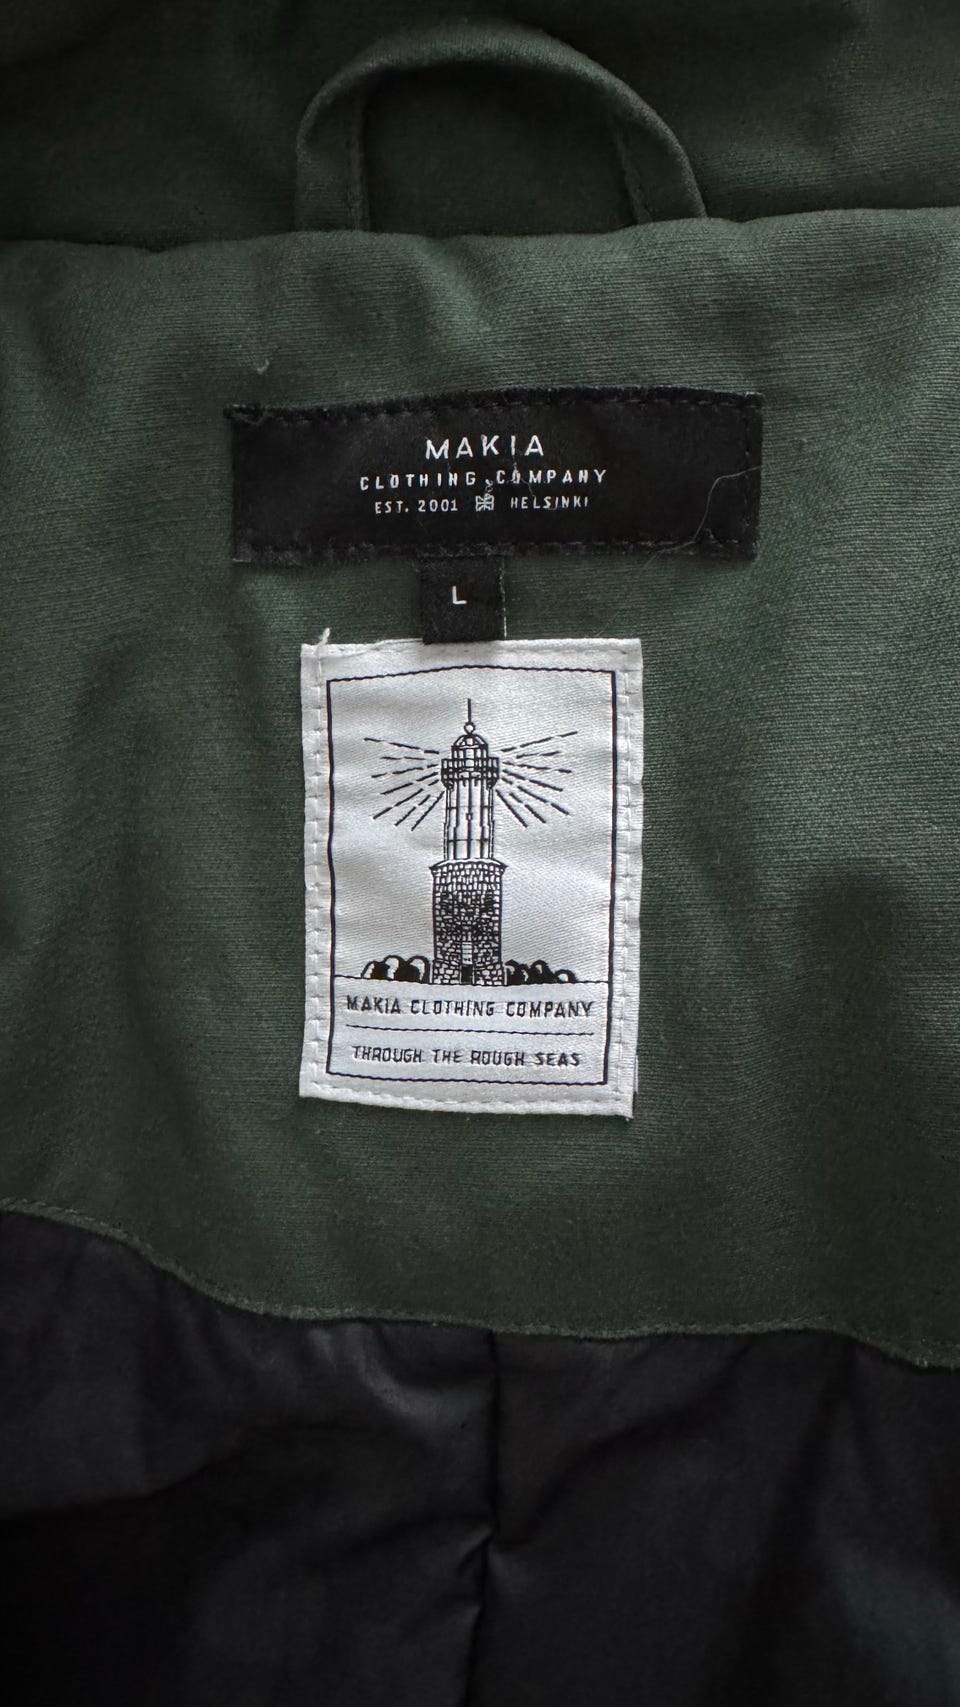 MAKIA
CLOTHING COMPANY
EST. 2001 HELSINKI
L
MAKIA CLOTHING COMPANY
THROUGH THE ROUGH SEAS